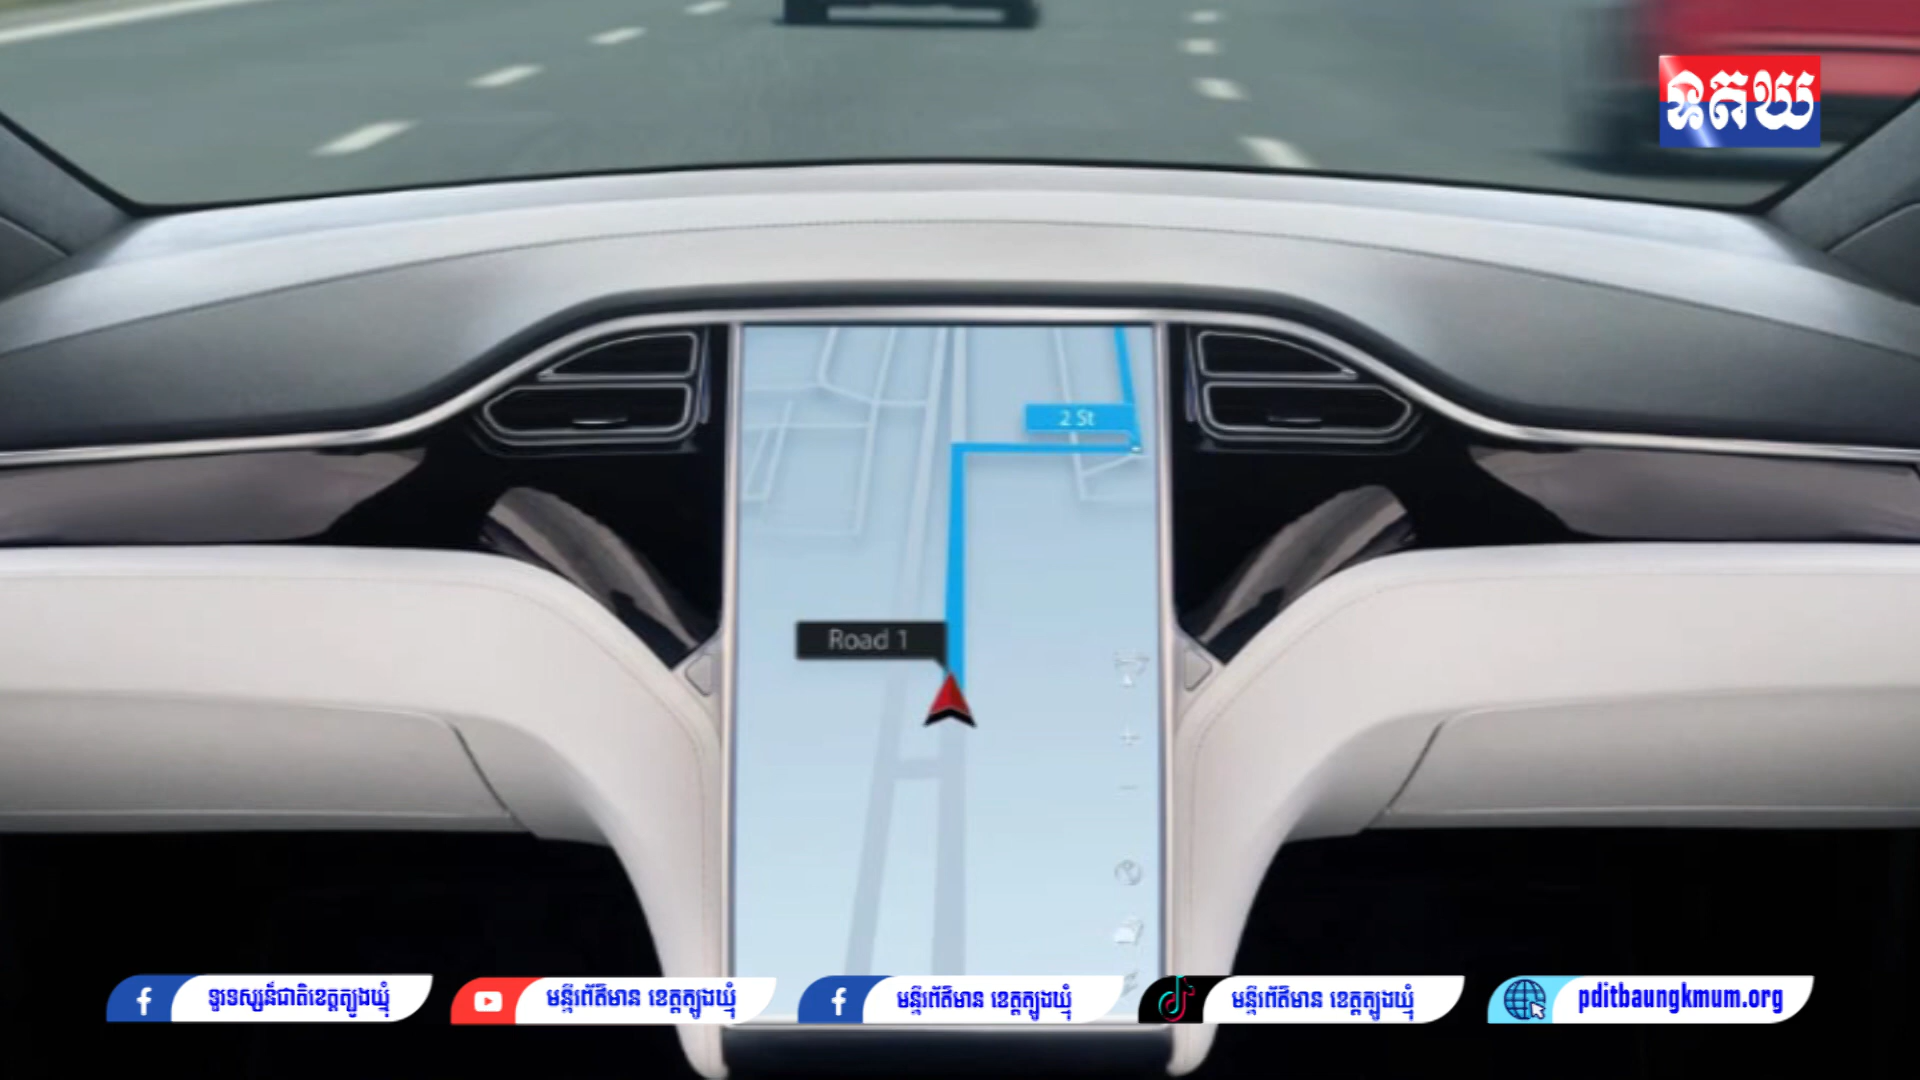 ទតឃ
2 St
Road 1
ទូរទស្សន៍ជាតិខេត្តត្បូងឃ្មុំ
មន្ទីរព័ត៌មាន ខេត្តត្បូងឃ្មុំ
មន្ទីរព័ត៌មាន ខេត្តត្បូងឃ្មុំ
មន្ទីរព័ត៌មាន ខេត្តត្បូងឃ្មុំ
pditbaungkmum.org